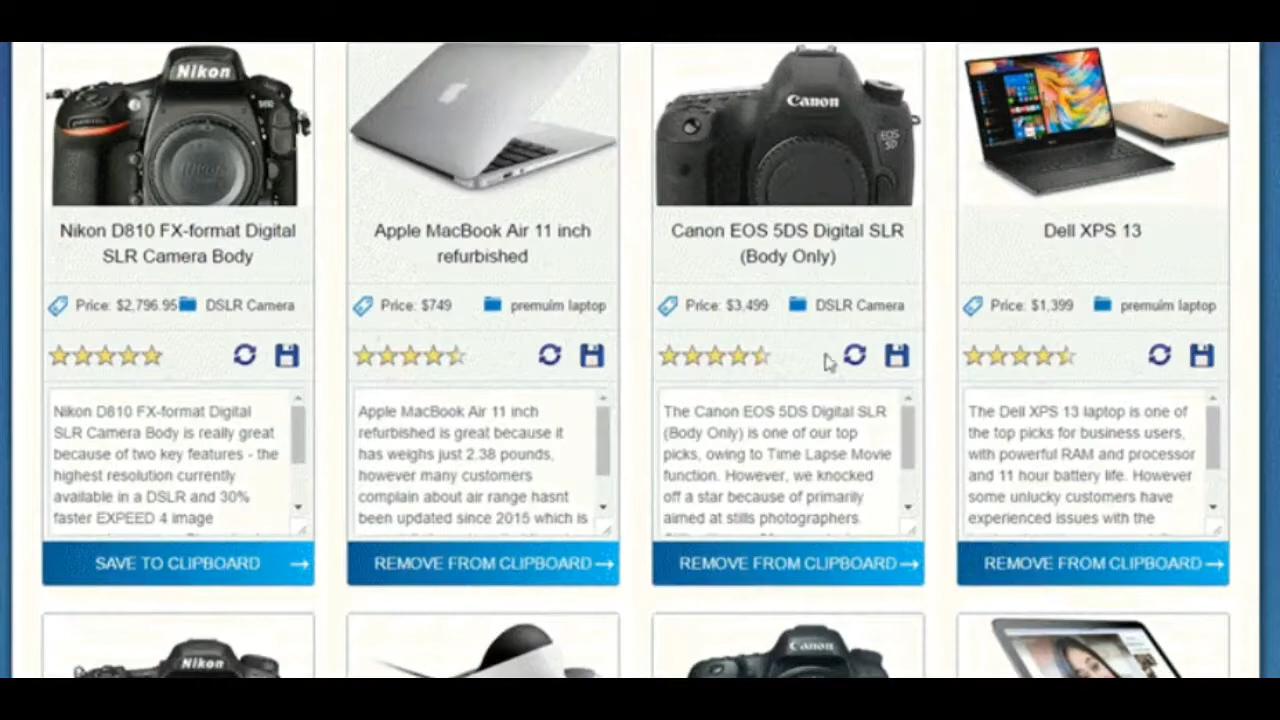 Nikon
D810
Canon
EOS
5D
Nikon D810 FX-format Digital
SLR Camera Body
Apple MacBook Air 11 inch
refurbished
Canon EOS 5DS Digital SLR
(Body Only)
Dell XPS 13
Price: $2,796.95 DSLR Camera
Price: $749 premuim laptop
Price: $3,499 DSLR Camera
Price: $1,399 premuim laptop
Nikon D810 FX-format Digital
SLR Camera Body is really great
because of two key features - the
highest resolution currently
available in a DSLR and 30%
faster EXPEED 4 image
Apple MacBook Air 11 inch
refurbished is great because it
has weighs just 2.38 pounds,
however many customers
complain about air range hasnt
been updated since 2015 which is
The Canon EOS 5DS Digital SLR
(Body Only) is one of our top
picks, owing to Time Lapse Movie
function. However, we knocked
off a star because of primarily
aimed at stills photographers.
The Dell XPS 13 laptop is one of
the top picks for business users,
with powerful RAM and processor
and 11 hour battery life. However
some unlucky customers have
experienced issues with the
SAVE TO CLIPBOARD →
REMOVE FROM CLIPBOARD →
REMOVE FROM CLIPBOARD →
REMOVE FROM CLIPBOARD →
Nikon
Canon